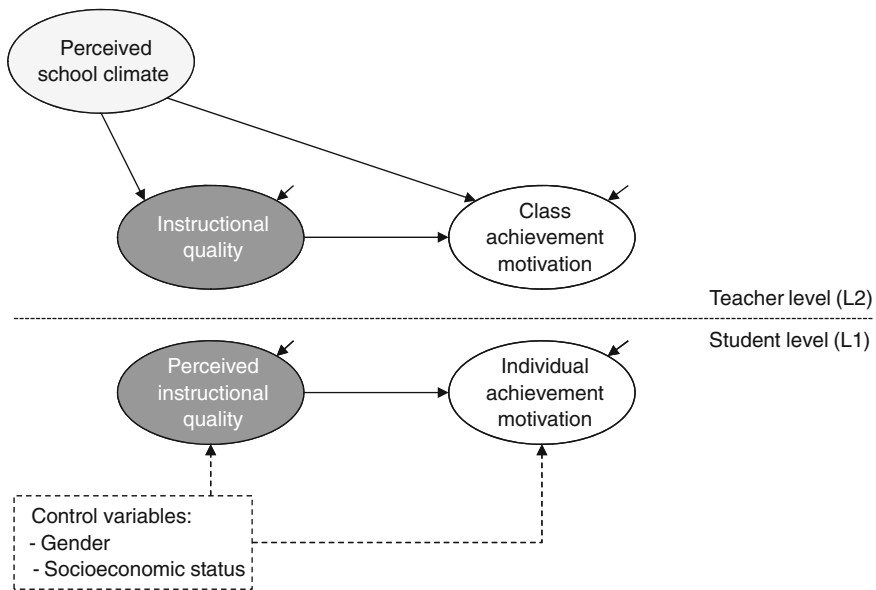 Perceived
school climate
Instructional
quality
Class
achievement
motivation
Teacher level (L2)
Student level (L1)
Perceived
instructional
quality
Individual
achievement
motivation
Control variables:
- Gender
- Socioeconomic status